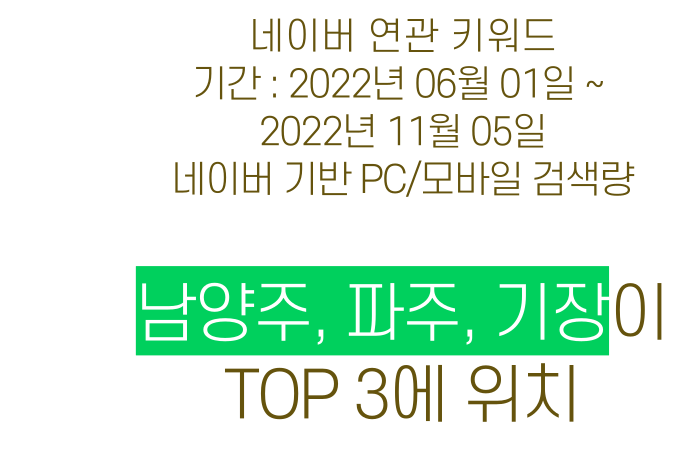 네이버 연관 키워드
기간 : 2022년 06월 01일 ~
2022년 11월 05일
네이버 기반 PC/모바일 검색량
남양주, 파주, 기장이
TOP 3에 위치